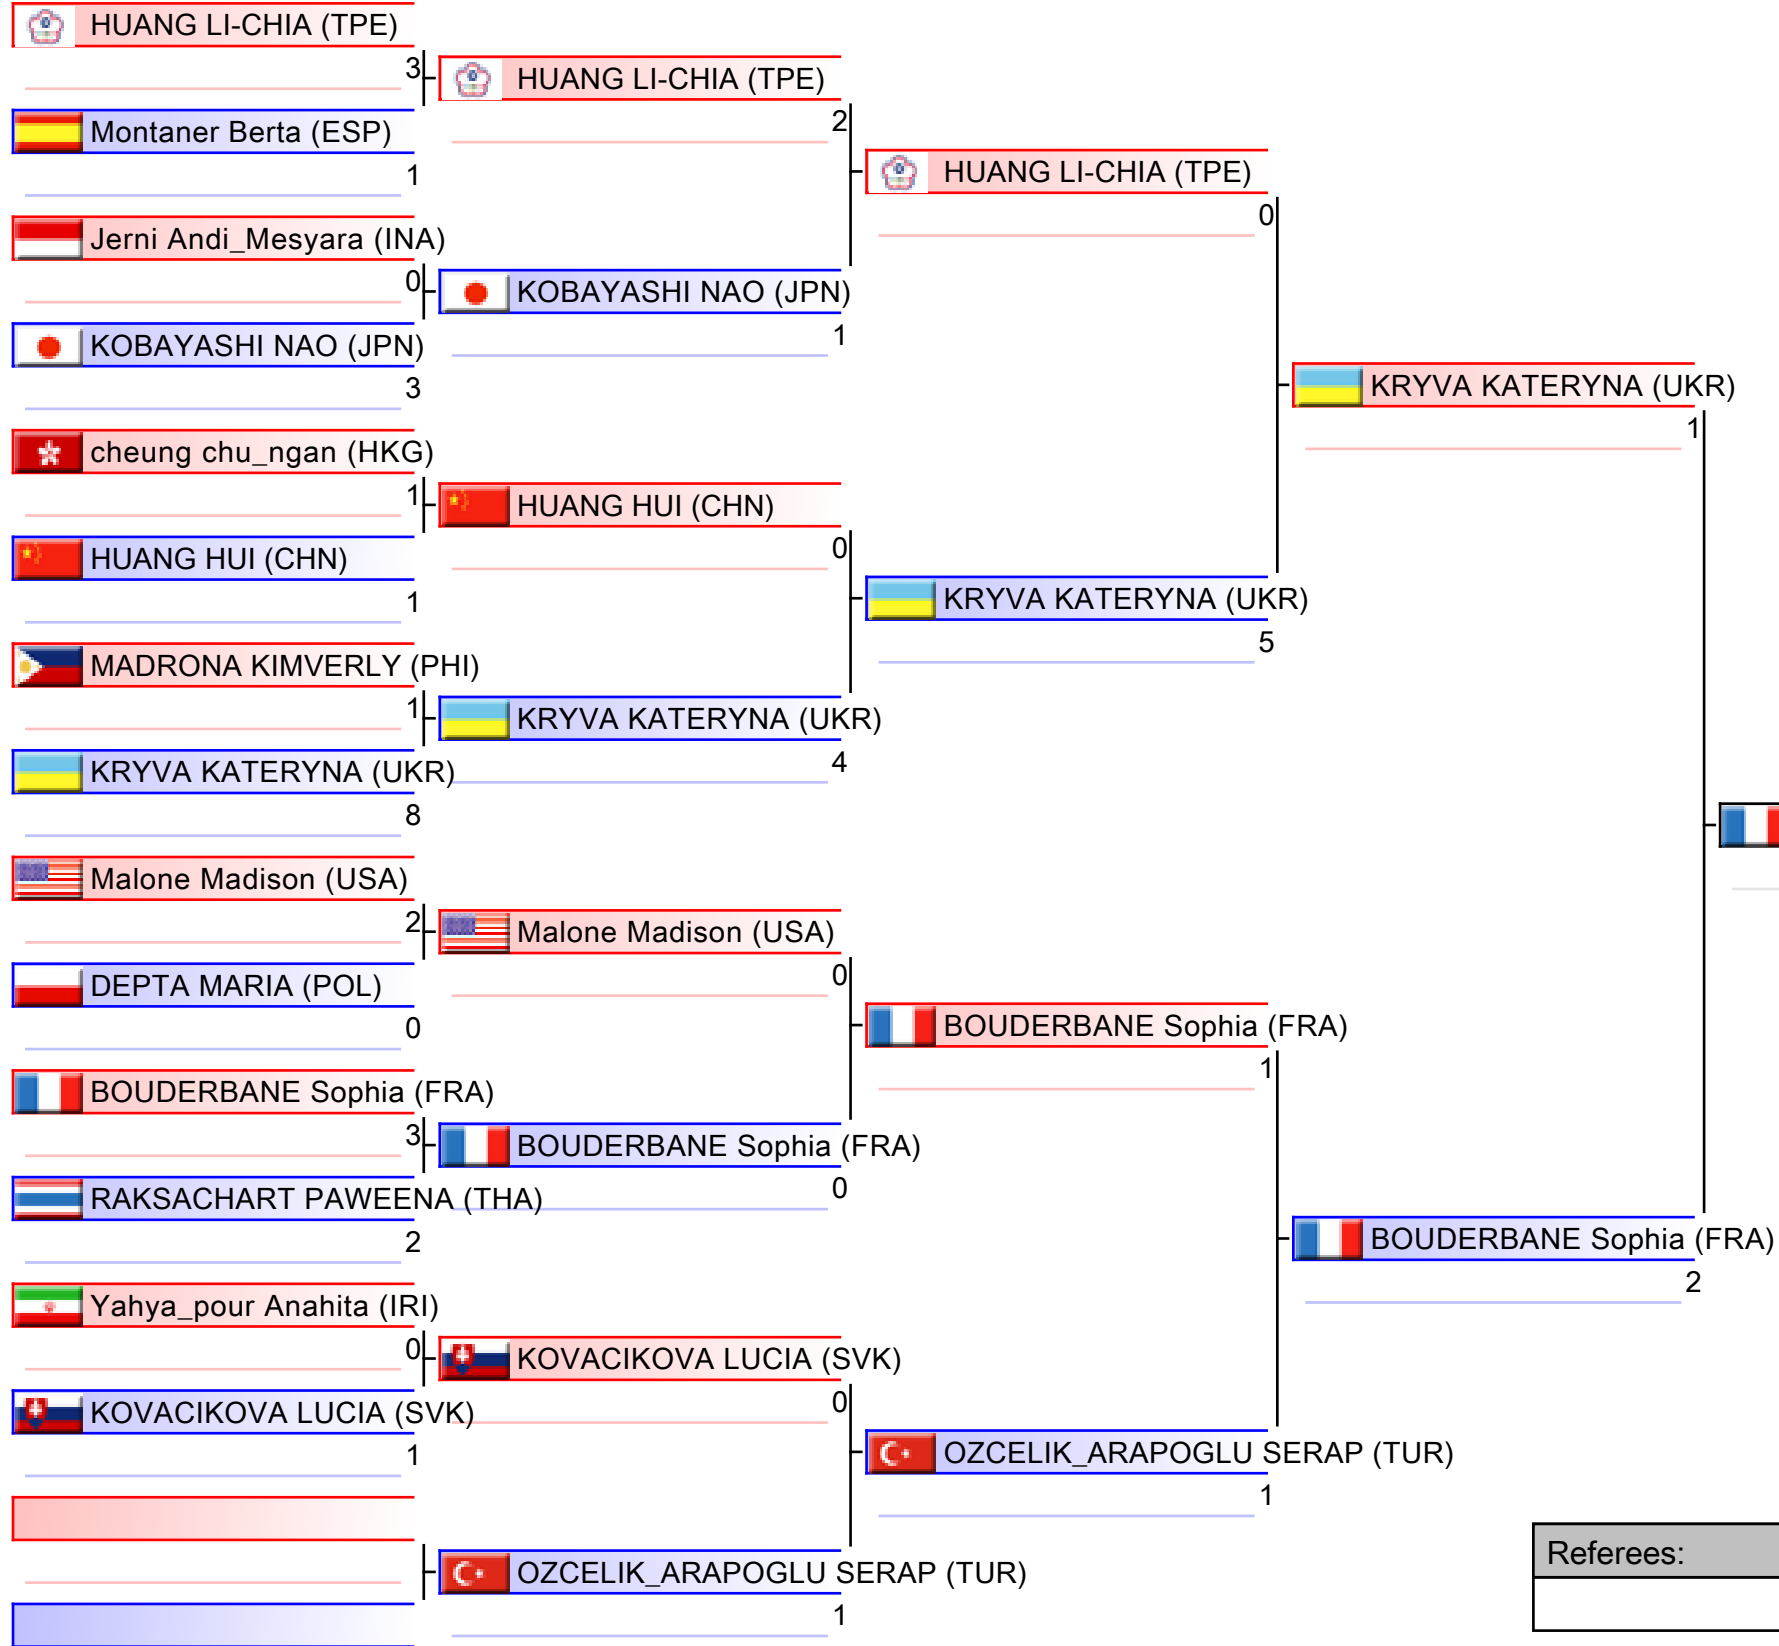 HUANG LI-CHIA (TPE)
3
Montaner Berta (ESP)
1
Jerni Andi_Mesyara (INA)
0
KOBAYASHI NAO (JPN)
3
cheung chu_ngan (HKG)
1
HUANG HUI (CHN)
1
MADRONA KIMVERLY (PHI)
1
KRYVA KATERYNA (UKR)
8
Malone Madison (USA)
2
DEPTA MARIA (POL)
0
BOUDERBANE Sophia (FRA)
3
RAKSACHART PAWEENA (THA)
2
Yahya_pour Anahita (IRI)
0
KOVACIKOVA LUCIA (SVK)
1
HUANG LI-CHIA (TPE)
2
KOBAYASHI NAO (JPN)
1
HUANG HUI (CHN)
0
KRYVA KATERYNA (UKR)
4
Malone Madison (USA)
0
BOUDERBANE Sophia (FRA)
0
KOVACIKOVA LUCIA (SVK)
0
OZCELIK_ARAPOGLU SERAP (TUR)
1
HUANG LI-CHIA (TPE)
0
KRYVA KATERYNA (UKR)
5
BOUDERBANE Sophia (FRA)
1
OZCELIK_ARAPOGLU SERAP (TUR)
1
KRYVA KATERYNA (UKR)
1
BOUDERBANE Sophia (FRA)
2
Referees: